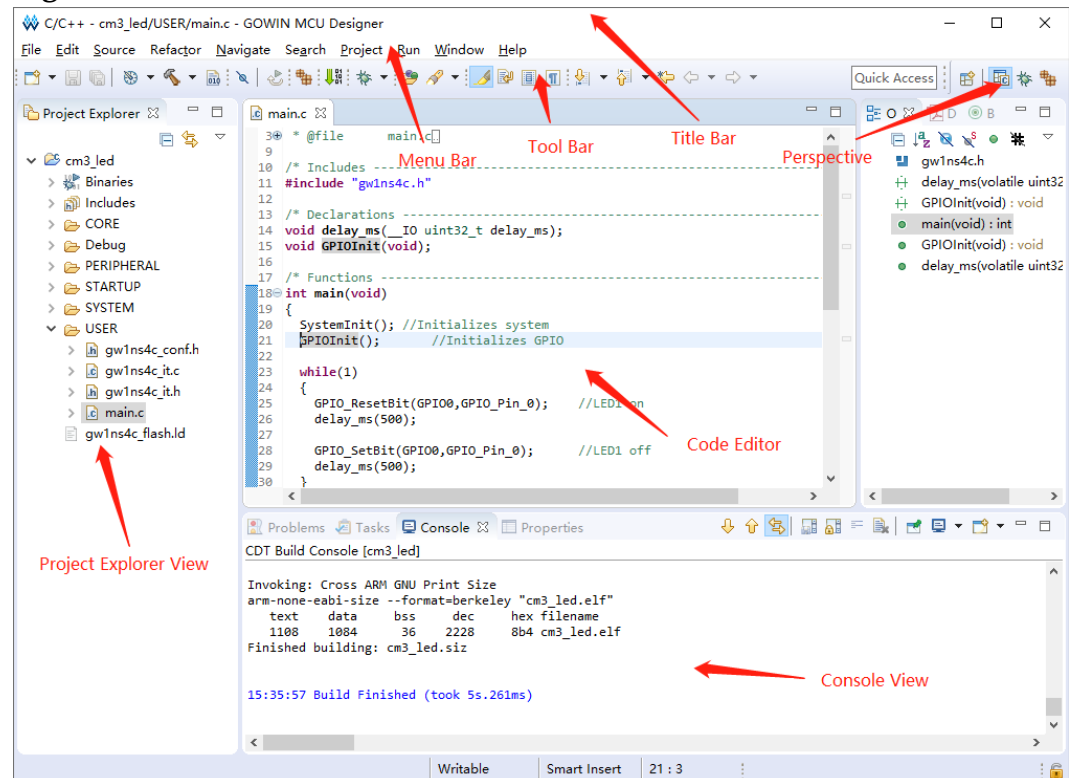 C/C++ - cm3_led/USER/main.c - GOWIN MCU Designer
File Edit Source Refactor Navigate Search Project Run Window Help
Quick Access
Project Explorer
cm3_led
Binaries
Includes
CORE
Debug
PERIPHERAL
STARTUP
SYSTEM
USER
gw1ns4c_conf.h
gw1ns4c_it.c
gw1ns4c_it.h
main.c
gw1ns4c_flash.ld
Project Explorer View
main.c
3 * @file main.c
9
10 /* Includes ------------------------------------------------------------
11 #include "gw1ns4c.h"
12
13 /* Declarations --------------------------------------------------------
14 void delay_ms(__IO uint32_t delay_ms);
15 void GPIOInit(void);
16
17 /* Functions -----------------------------------------------------------
18 int main(void)
19 {
20 SystemInit(); //Initializes system
21 GPIOInit(); //Initializes GPIO
22
23 while(1)
24 {
25 GPIO_ResetBit(GPIO0,GPIO_Pin_0); //LED1 on
26 delay_ms(500);
27
28 GPIO_SetBit(GPIO0,GPIO_Pin_0); //LED1 off
29 delay_ms(500);
30 }
Menu Bar
Tool Bar
Title Bar
Perspective
Code Editor
O D B
gw1ns4c.h
delay_ms(volatile uint32
GPIOInit(void) : void
main(void) : int
GPIOInit(void) : void
delay_ms(volatile uint32
Problems Tasks Console Properties
CDT Build Console [cm3_led]
Invoking: Cross ARM GNU Print Size
arm-none-eabi-size --format=berkeley "cm3_led.elf"
text data bss dec hex filename
1108 1084 36 2228 8b4 cm3_led.elf
Finished building: cm3_led.siz
15:35:57 Build Finished (took 5s.261ms)
Console View
Writable Smart Insert 21 : 3